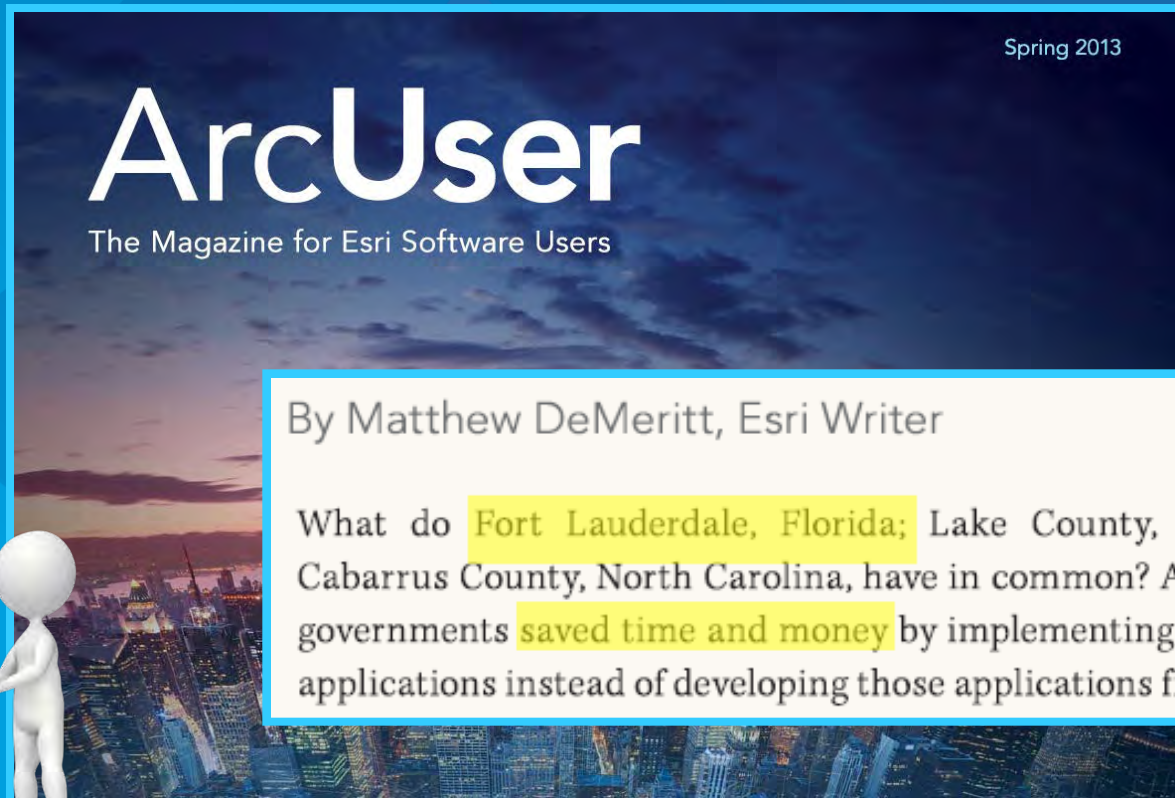 Spring 2013
ArcUser
The Magazine for Esri Software Users
By Matthew DeMeritt, Esri Writer
What do Fort Lauderdale, Florida; Lake County,
Cabarrus County, North Carolina, have in common? A
governments saved time and money by implementing
applications instead of developing those applications f